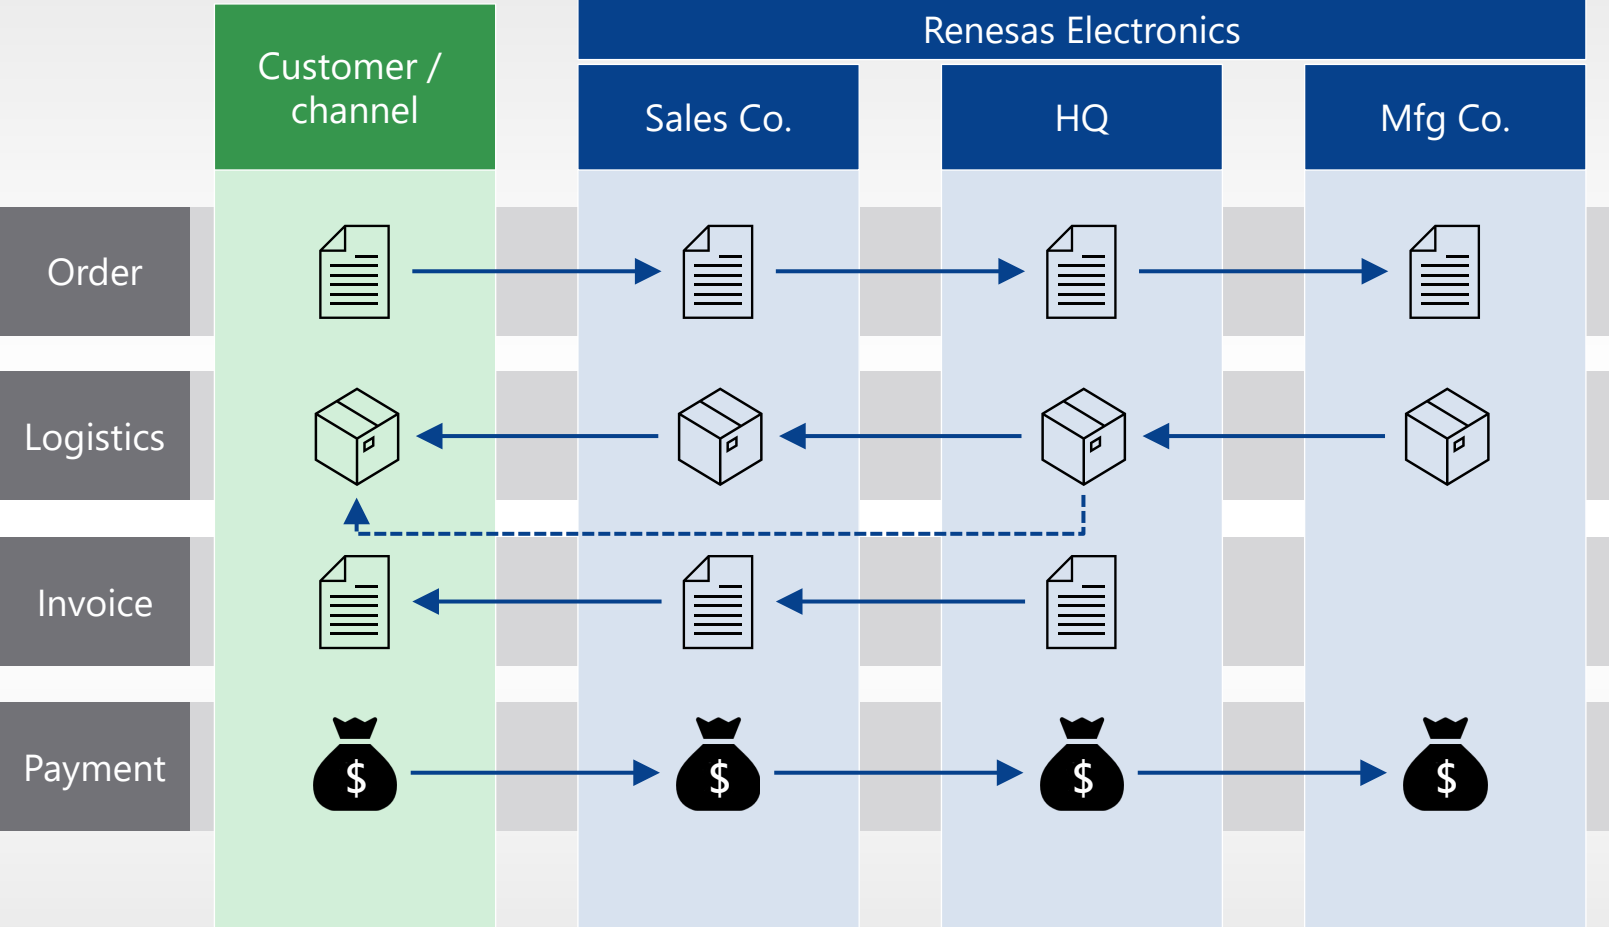 Renesas Electronics
Customer /
channel
Sales Co.
HQ
Mfg Co.
Order
Logistics
Invoice
Payment
$ $ $ $